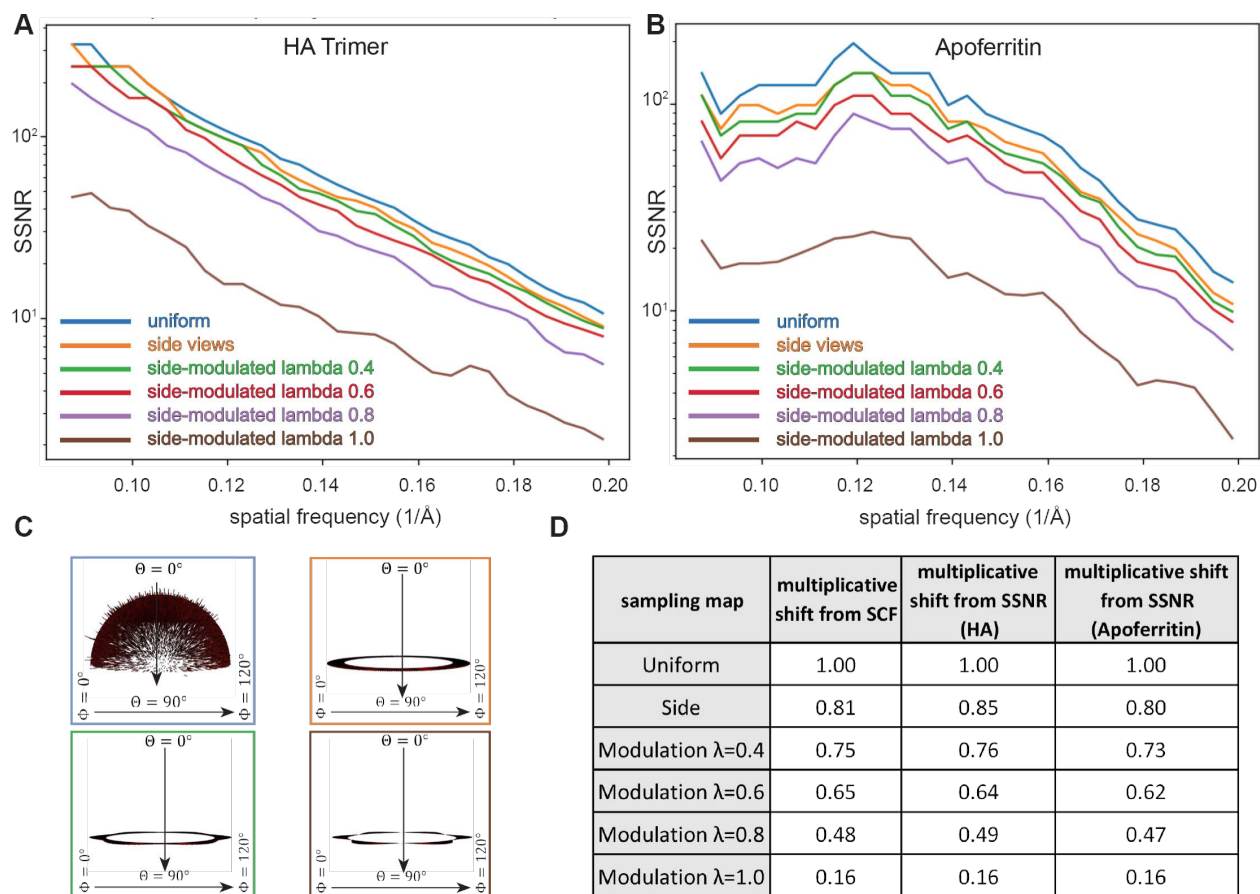 A
HA Trimer
SSNR
10²
10¹
uniform
side views
side-modulated lambda 0.4
side-modulated lambda 0.6
side-modulated lambda 0.8
side-modulated lambda 1.0
0.10 0.12 0.14 0.16 0.18 0.20
spatial frequency (1/Å)
B
Apoferritin
SSNR
10²
10¹
uniform
side views
side-modulated lambda 0.4
side-modulated lambda 0.6
side-modulated lambda 0.8
side-modulated lambda 1.0
0.10 0.12 0.14 0.16 0.18 0.20
spatial frequency (1/Å)
C
Θ = 0°
Φ = 0°
Θ = 90°
Φ = 120°
Θ = 0°
Φ = 0°
Θ = 90°
Φ = 120°
Θ = 0°
Φ = 0°
Θ = 90°
Φ = 120°
Θ = 0°
Φ = 0°
Θ = 90°
Φ = 120°
D
sampling map | multiplicative shift from SCF | multiplicative shift from SSNR (HA) | multiplicative shift from SSNR (Apoferritin)
Uniform 1.00 1.00 1.00
Side 0.81 0.85 0.80
Modulation λ=0.4 0.75 0.76 0.73
Modulation λ=0.6 0.65 0.64 0.62
Modulation λ=0.8 0.48 0.49 0.47
Modulation λ=1.0 0.16 0.16 0.16